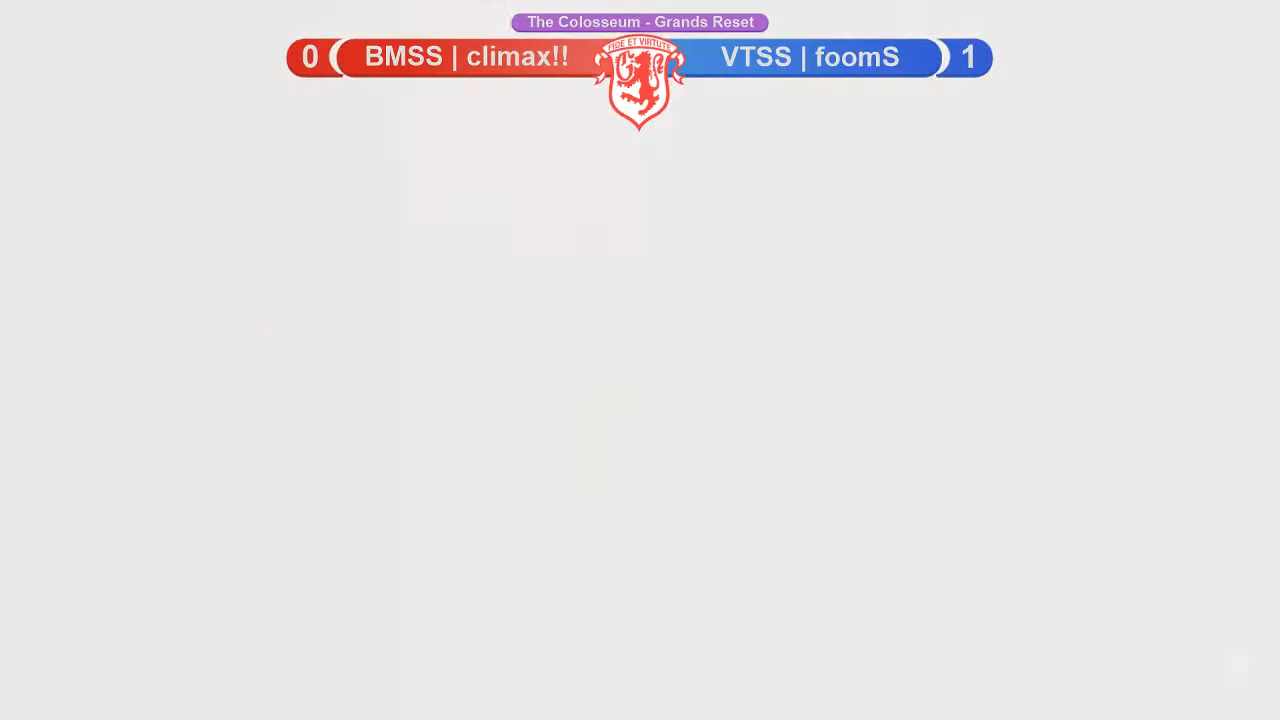 The Colosseum - Grands Reset
0 BMSS | climax!! VTSS | foomS 1
FIDE ET VIRTUTE